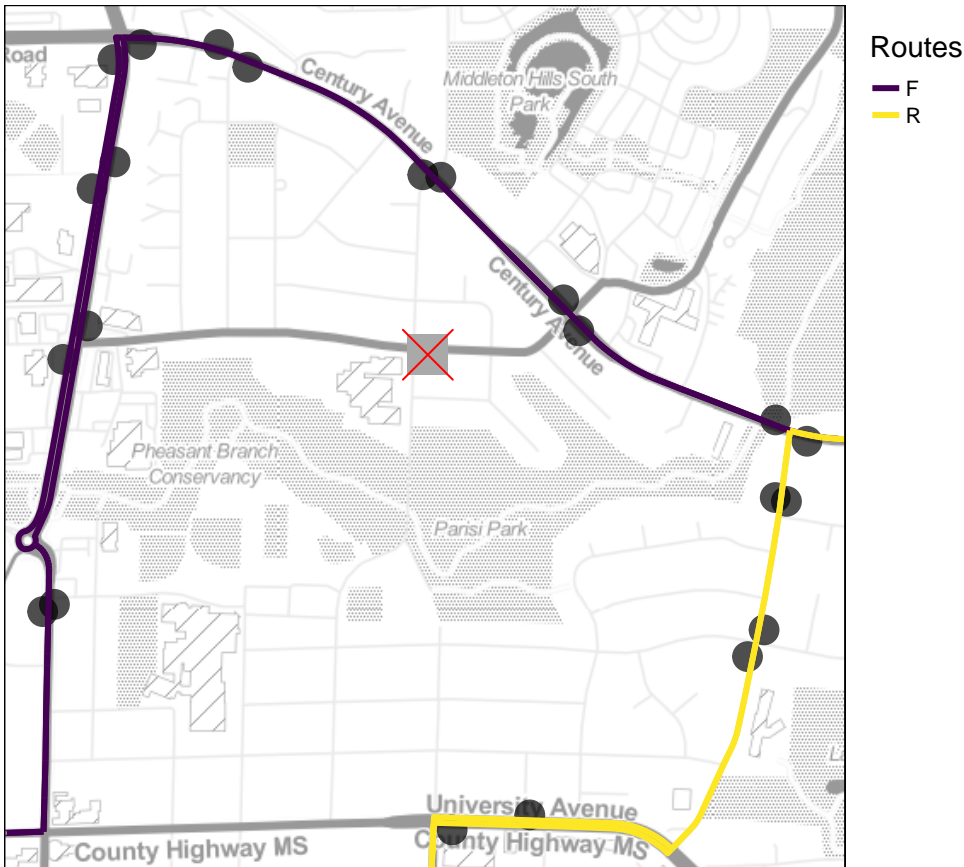 Routes
F
R
Road
Century Avenue
Middleton Hills South
Park
Century Avenue
Pheasant Branch
Conservancy
Parisi Park
University Avenue
County Highway MS
County Highway MS